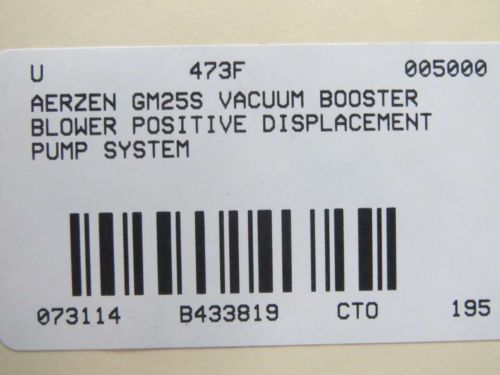 U 473F 005000
AERZEN GM25S VACUUM BOOSTER
BLOWER POSITIVE DISPLACEMENT
PUMP SYSTEM
073114 B433819 CTO 195